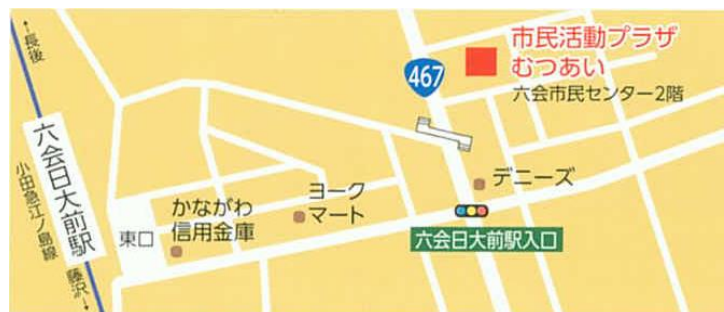 ←長後
六会日大前駅
小田急江ノ島線
藤沢→
東口
かながわ
信用金庫
ヨーク
マート
467
市民活動プラザ
むつあい
六会市民センター2階
デニーズ
六会日大前駅入口